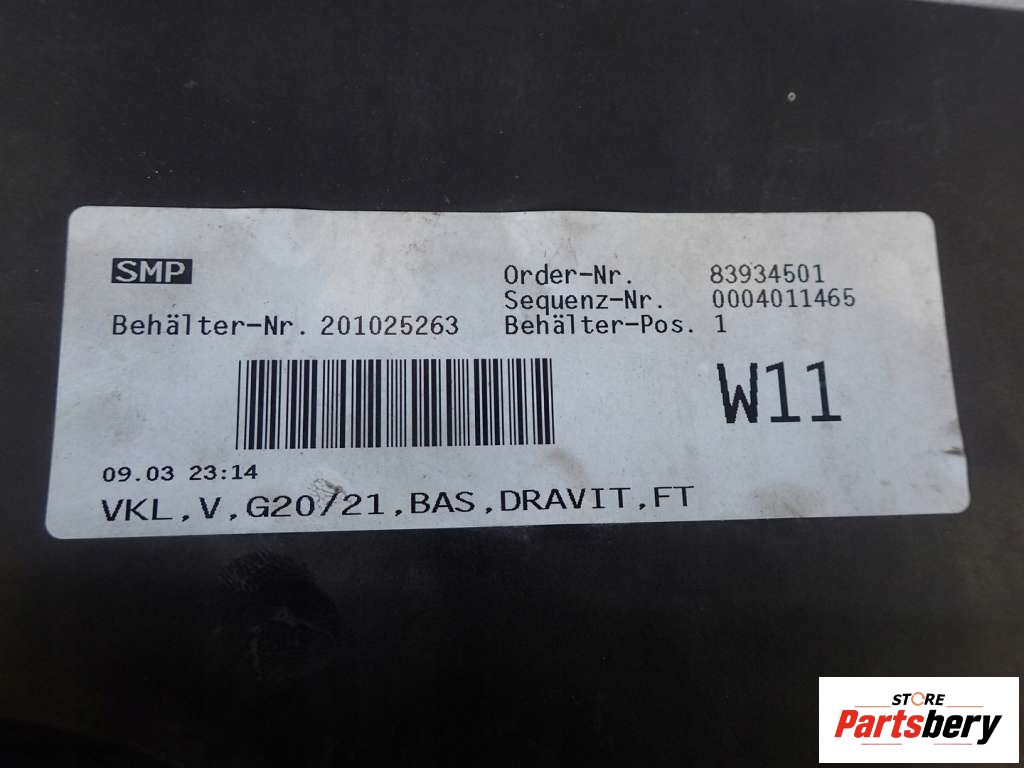 SMP
Order-Nr. 83934501
Sequenz-Nr. 0004011465
Behälter-Nr. 201025263 Behälter-Pos. 1
W11
09.03 23:14
VKL,V,G20/21,BAS,DRAVIT,FT
STORE
Partsbery